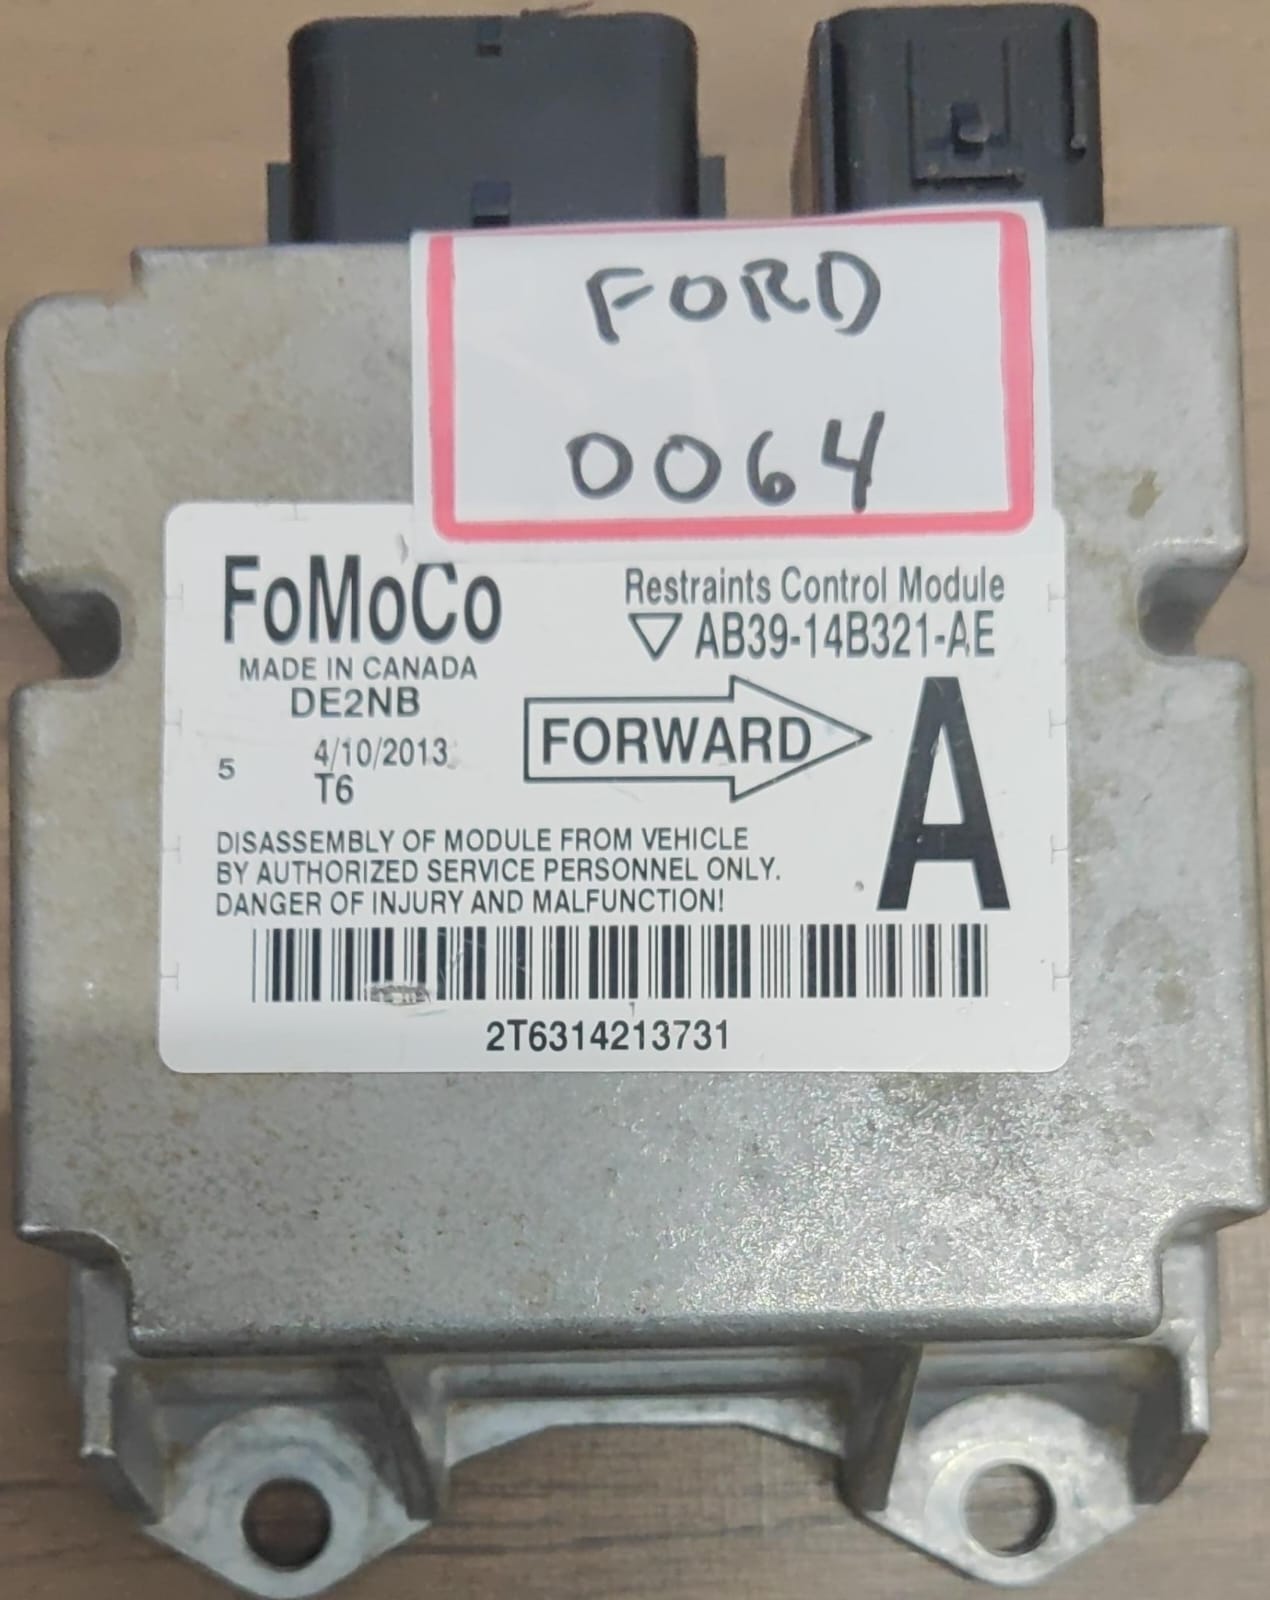 FORD
0064
FoMoCo
Restraints Control Module
AB39-14B321-AE
MADE IN CANADA
DE2NB
5
4/10/2013
T6
FORWARD
A
DISASSEMBLY OF MODULE FROM VEHICLE
BY AUTHORIZED SERVICE PERSONNEL ONLY.
DANGER OF INJURY AND MALFUNCTION!
2T6314213731